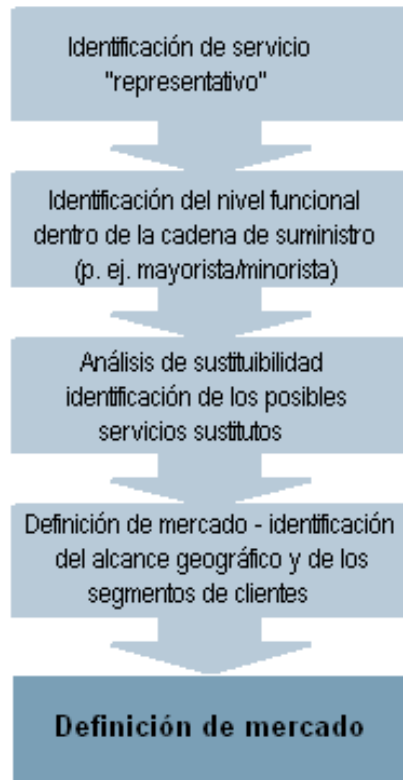 Identificación de servicio
"representativo"
Identificación del nivel funcional
dentro de la cadena de suministro
(p. ej. mayorista/minorista)
Análisis de sustituibilidad
identificación de los posibles
servicios sustitutos
Definición de mercado - identificación
del alcance geográfico y de los
segmentos de clientes
Definición de mercado